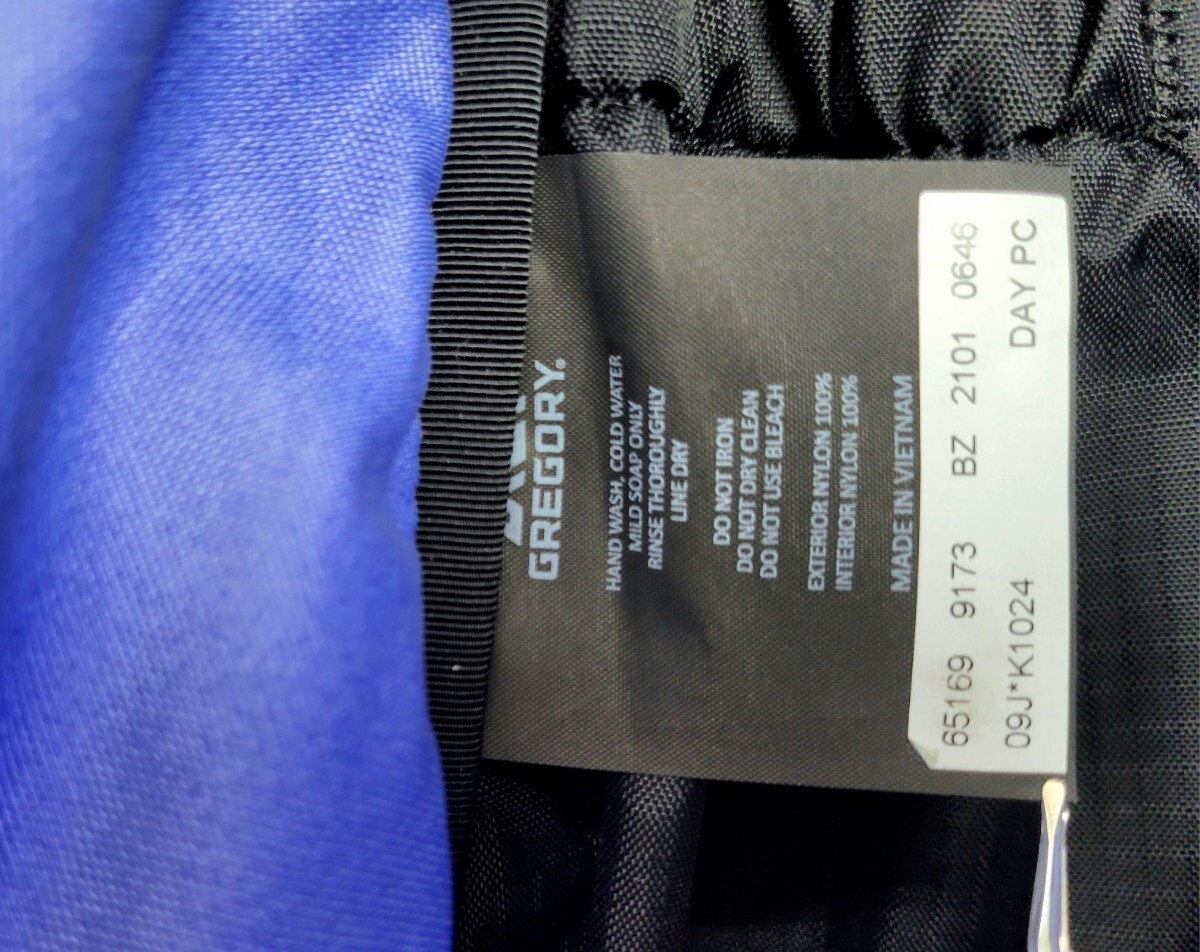 GREGORY.
HAND WASH, COLD WATER
MILD SOAP ONLY
RINSE THOROUGHLY
LINE DRY
DO NOT IRON
DO NOT DRY CLEAN
DO NOT USE BLEACH
EXTERIOR NYLON 100%
INTERIOR NYLON 100%
MADE IN VIETNAM
65169 9173 BZ 2101 0646
09J*K1024 DAY PC